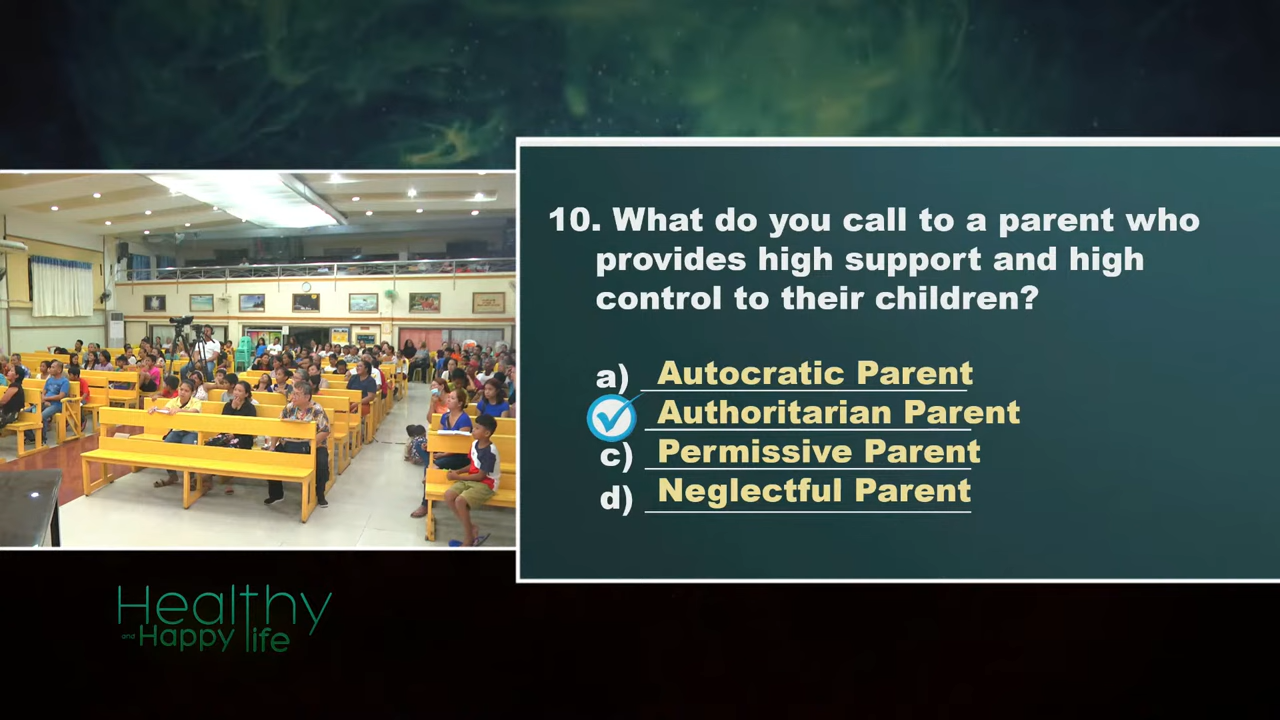 10. What do you call to a parent who
provides high support and high
control to their children?
a) Autocratic Parent
Authoritarian Parent
c) Permissive Parent
d) Neglectful Parent
Healthy
and Happy life